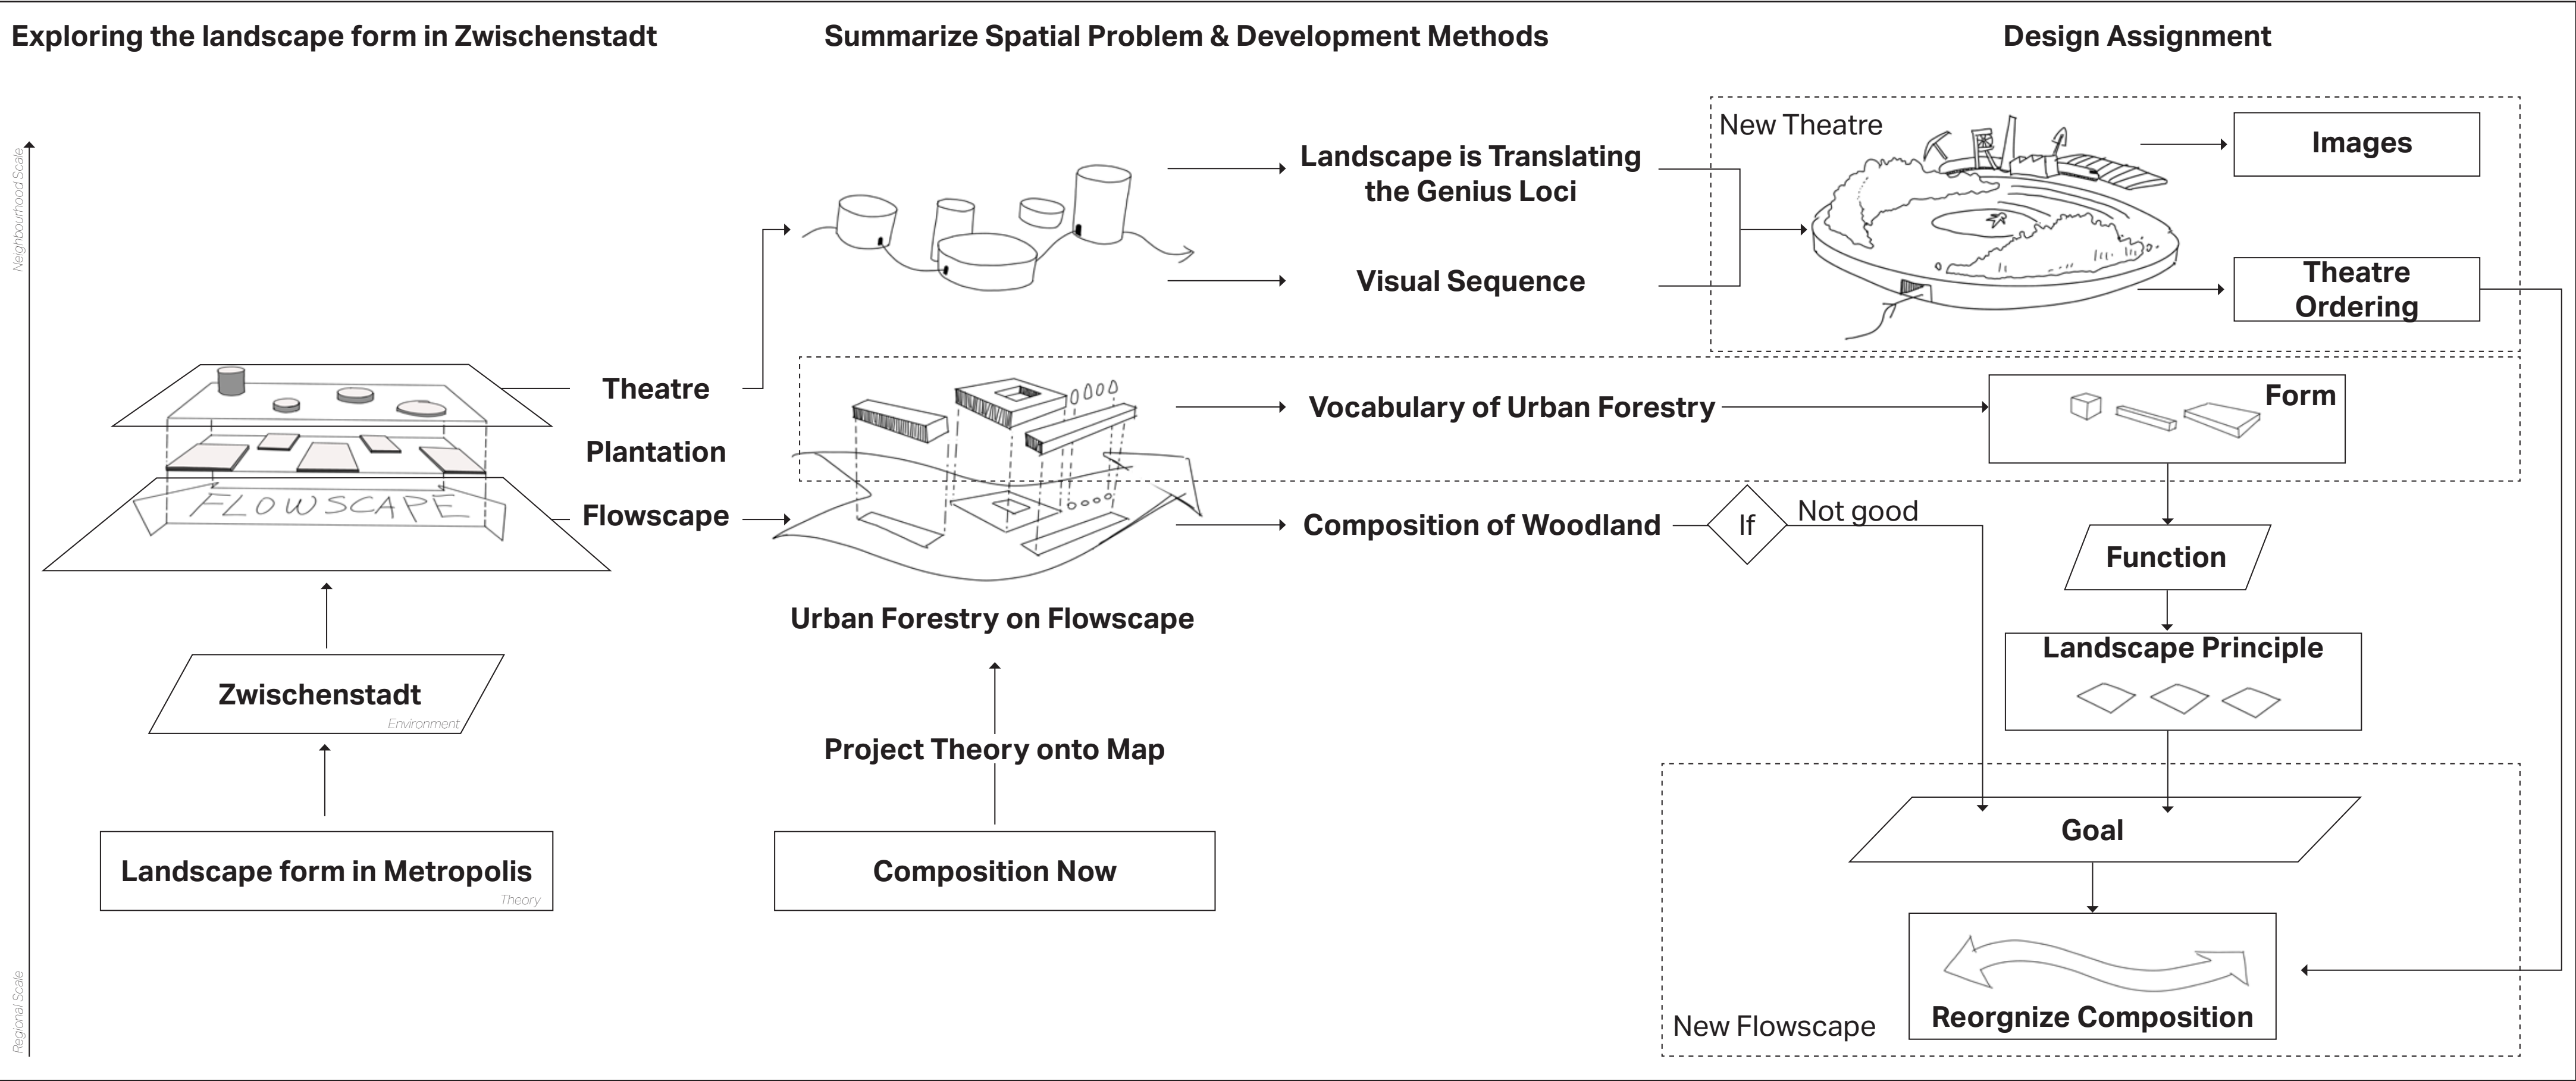 Exploring the landscape form in Zwischenstadt
Summarize Spatial Problem & Development Methods
Design Assignment
Neighbourhood Scale
New Theatre
Images
Landscape is Translating
the Genius Loci
Visual Sequence
Theatre
Ordering
Theatre
Plantation
Flowscape
FLOWSCAPE
Vocabulary of Urban Forestry
Form
Composition of Woodland
If
Not good
Function
Urban Forestry on Flowscape
Landscape Principle
Zwischenstadt
Environment
Project Theory onto Map
Goal
Landscape form in Metropolis
Theory
Composition Now
Regional Scale
New Flowscape
Reorgnize Composition